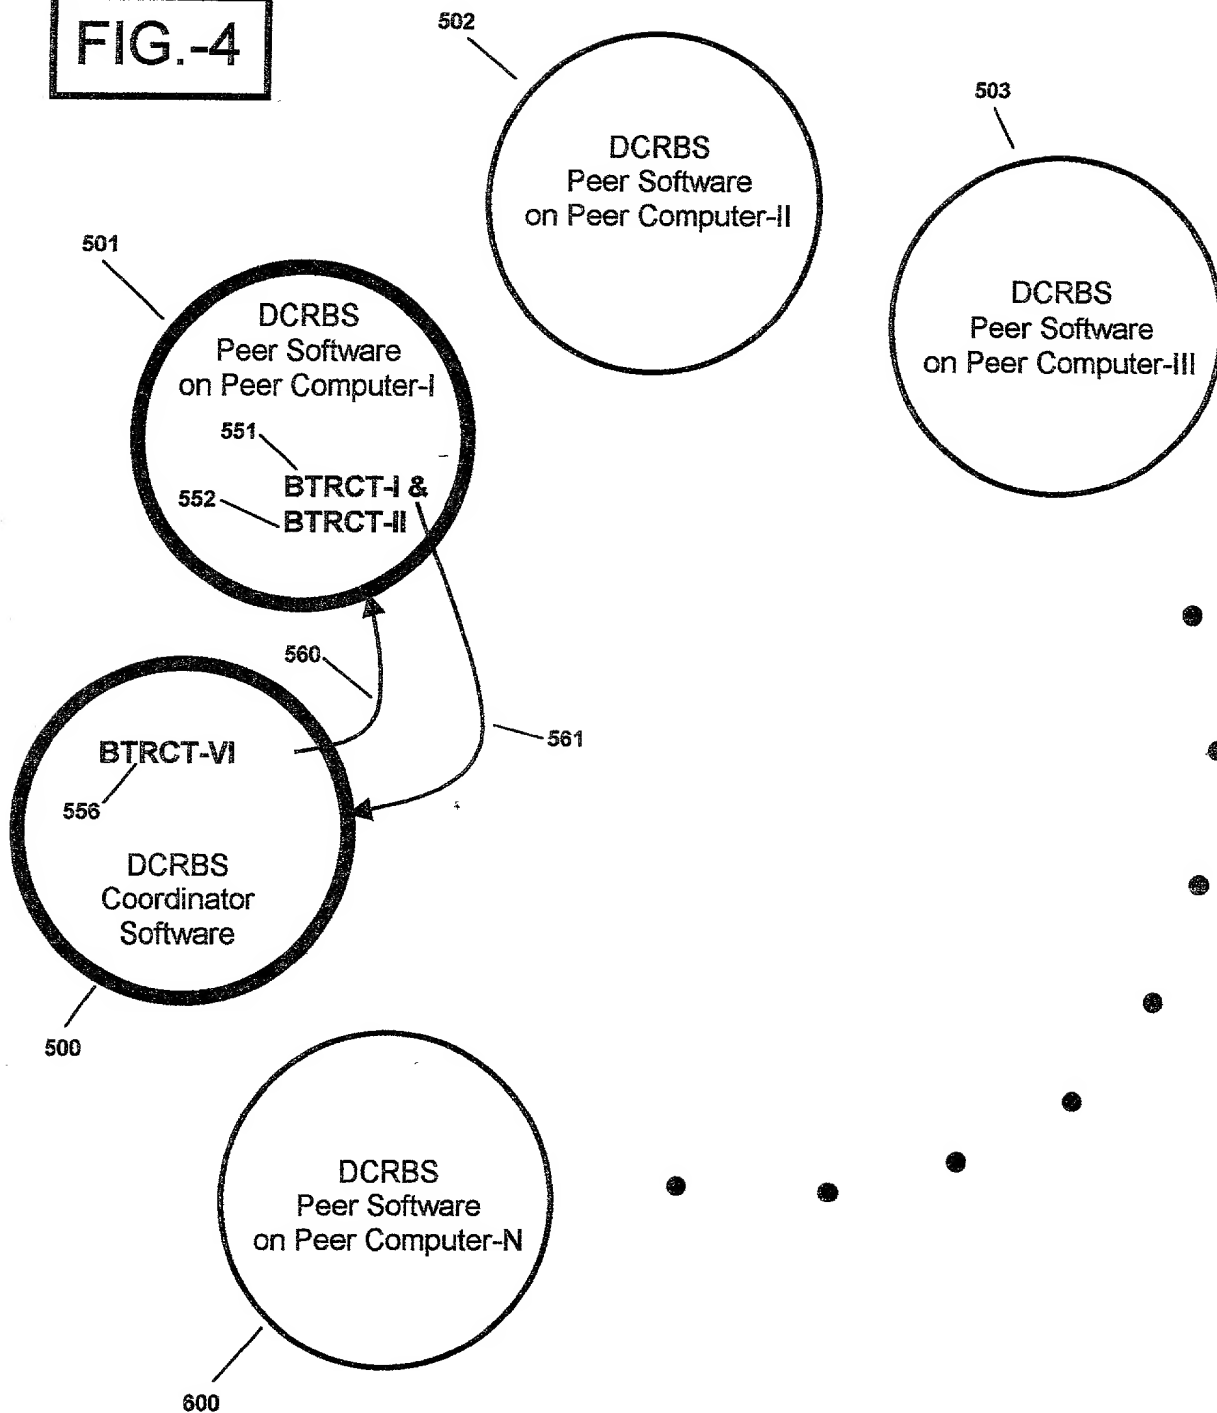 FIG.-4
502
DCRBS
Peer Software
on Peer Computer-II
503
DCRBS
Peer Software
on Peer Computer-III
501
DCRBS
Peer Software
on Peer Computer-I
551
BTRCT-I &
552
BTRCT-II
560
561
BTRCT-VI
556
DCRBS
Coordinator
Software
500
DCRBS
Peer Software
on Peer Computer-N
600